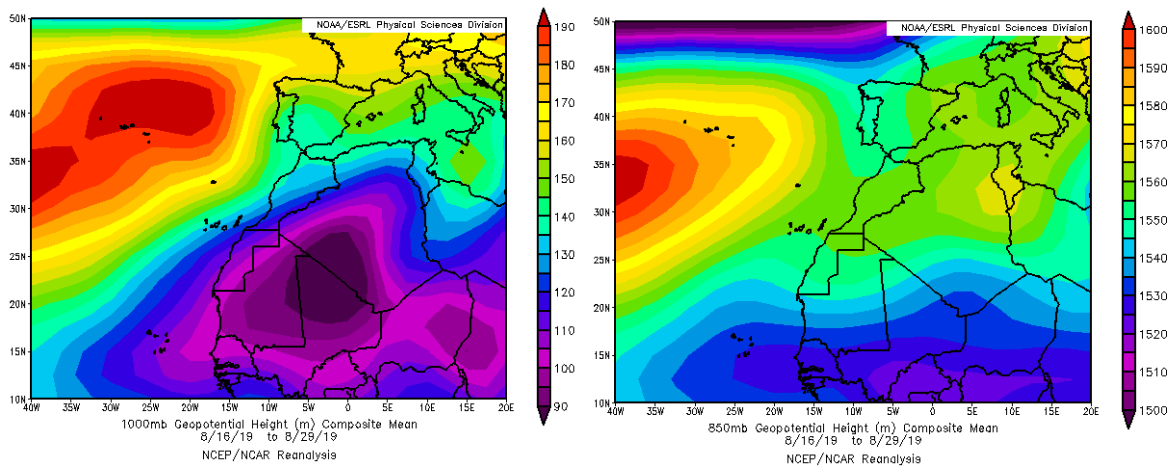 NOAA/ESRL Physical Sciences Division
50N
45N
40N
35N
30N
25N
20N
15N
10N
40W
35W
30W
25W
20W
15W
10W
5W
0
5E
10E
15E
20E
190
180
170
160
150
140
130
120
110
100
90
1000mb Geopotential Height (m) Composite Mean
8/16/19 to 8/29/19
NCEP/NCAR Reanalysis
NOAA/ESRL Physical Sciences Division
50N
45N
40N
35N
30N
25N
20N
15N
10N
40W
35W
30W
25W
20W
15W
10W
5W
0
5E
10E
15E
20E
1600
1590
1580
1570
1560
1550
1540
1530
1520
1510
1500
850mb Geopotential Height (m) Composite Mean
8/16/19 to 8/29/19
NCEP/NCAR Reanalysis